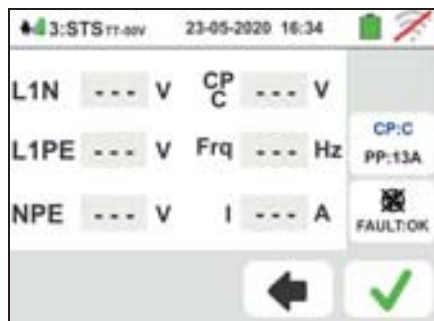 3:STS TT-50V 23-05-2020 16:34
L1N --- V CP C --- V
L1PE --- V Frq --- Hz
NPE --- V I --- A
CP:C
PP:13A
FAULT:OK